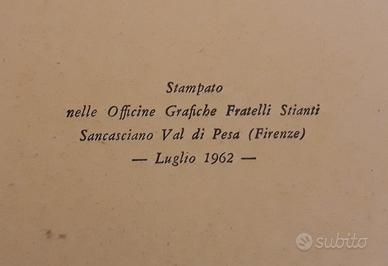 Stampato
nelle Officine Grafiche Fratelli Stianti
Sancasciano Val di Pesa (Firenze)
— Luglio 1962 —
subito